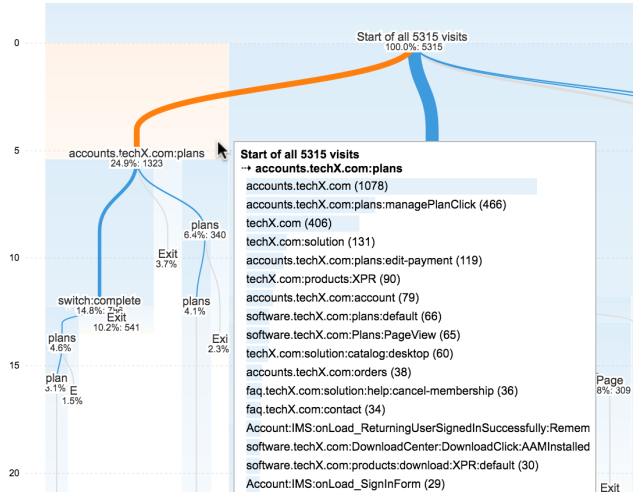 0
Start of all 5315 visits
100.0%: 5315
5
accounts.techX.com:plans
24.9%: 1323
Start of all 5315 visits
⇢ accounts.techX.com:plans
accounts.techX.com (1078)
accounts.techX.com:plans:managePlanClick (466)
techX.com (406)
techX.com:solution (131)
accounts.techX.com:plans:edit-payment (119)
techX.com:products:XPR (90)
accounts.techX.com:account (79)
software.techX.com:plans:default (66)
software.techX.com:Plans:PageView (65)
techX.com:solution:catalog:desktop (60)
accounts.techX.com:orders (38)
faq.techX.com:solution:help:cancel-membership (36)
faq.techX.com:contact (34)
Account:IMS:onLoad_ReturningUserSignedInSuccessfully:Remem
software.techX.com:DownloadCenter:DownloadClick:AAMInstalled
software.techX.com:products:download:XPR:default (30)
Account:IMS:onLoad_SignInForm (29)
plans
6.4%: 340
Exit
3.7%
10
switch:complete
14.8%:
Exit
10.2%: 541
plans
4.1%
plans
4.6%
Exi
2.3%
15
plan
3.1%
E
1.5%
Page
8%: 309
20
Exit